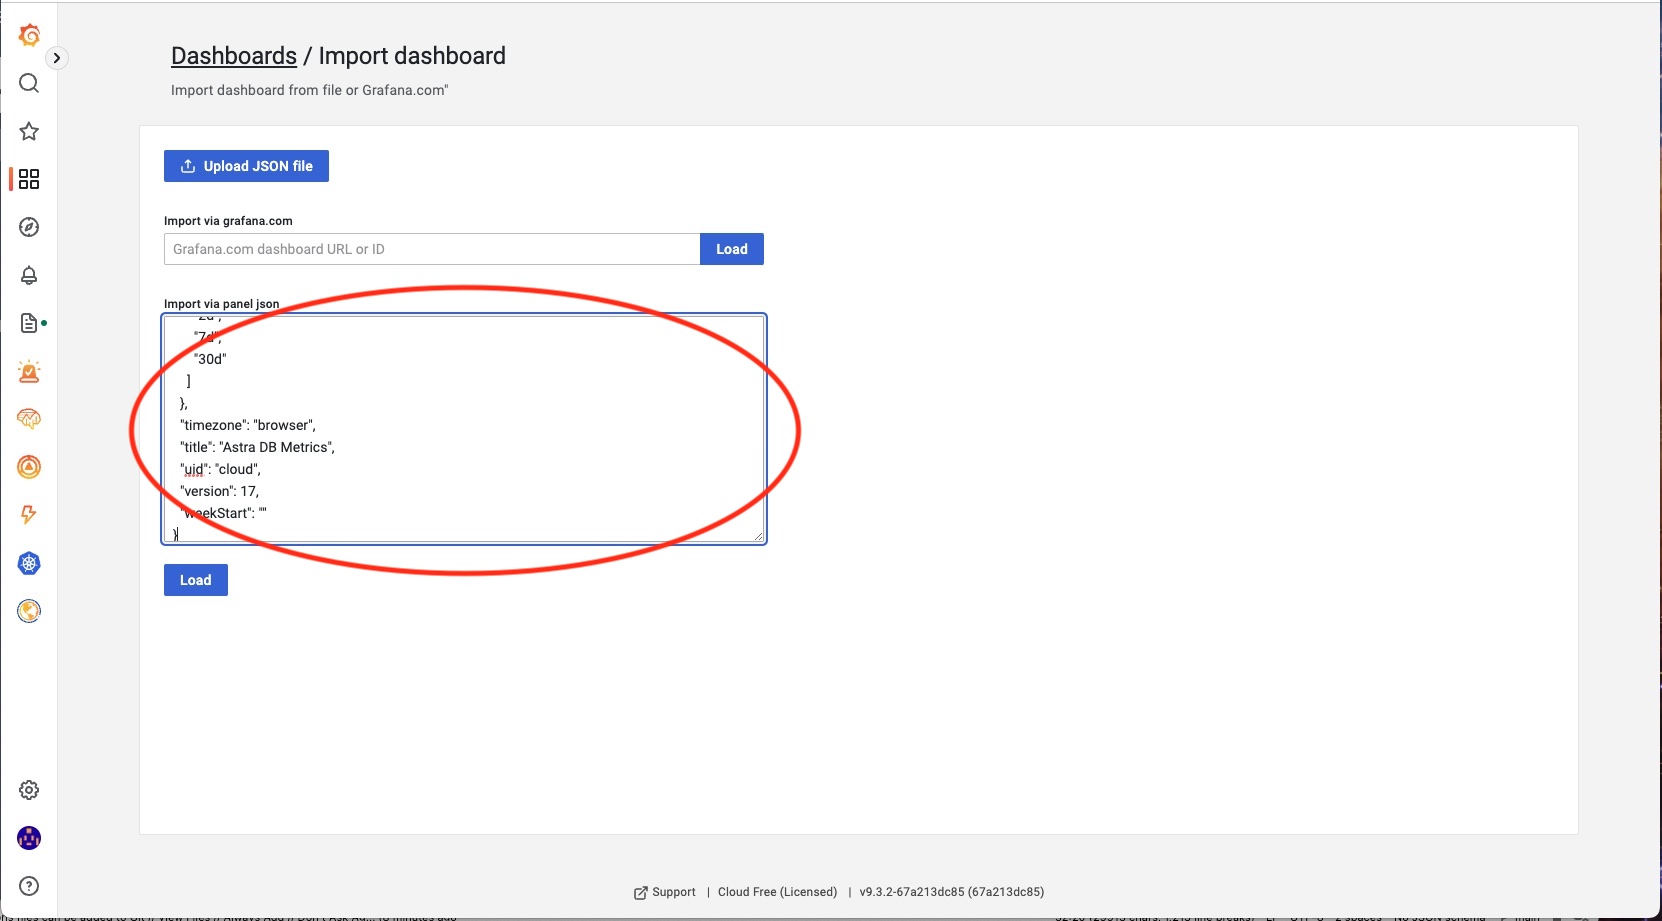 Dashboards / Import dashboard
Import dashboard from file or Grafana.com"
Upload JSON file
Import via grafana.com
Grafana.com dashboard URL or ID
Load
Import via panel json
"2d",
"7d",
"30d"
]
},
"timezone": "browser",
"title": "Astra DB Metrics",
"uid": "cloud",
"version": 17,
"weekStart": ""
}
Load
Support | Cloud Free (Licensed) | v9.3.2-67a213dc85 (67a213dc85)